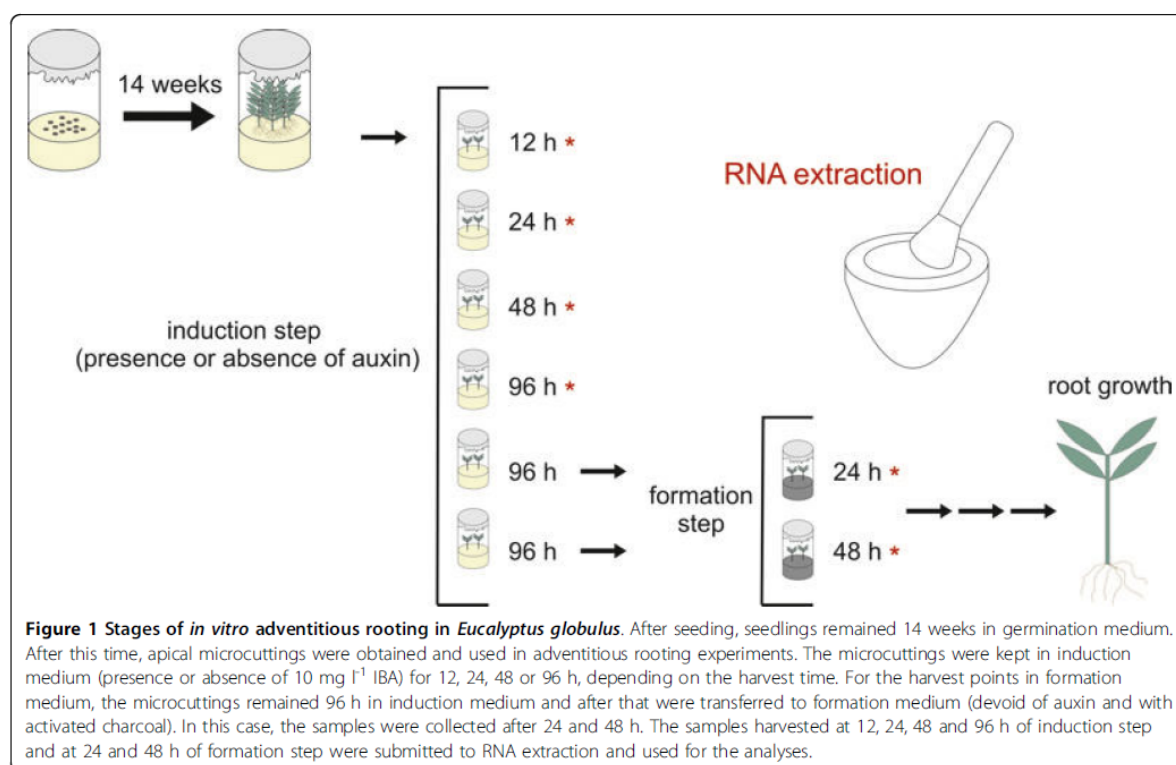 14 weeks
12 h *
24 h *
48 h *
96 h *
96 h
96 h
induction step
(presence or absence of auxin)
RNA extraction
formation
step
24 h *
48 h *
root growth
Figure 1 Stages of in vitro adventitious rooting in Eucalyptus globulus. After seeding, seedlings remained 14 weeks in germination medium.
After this time, apical microcuttings were obtained and used in adventitious rooting experiments. The microcuttings were kept in induction
medium (presence or absence of 10 mg l⁻¹ IBA) for 12, 24, 48 or 96 h, depending on the harvest time. For the harvest points in formation
medium, the microcuttings remained 96 h in induction medium and after that were transferred to formation medium (devoid of auxin and with
activated charcoal). In this case, the samples were collected after 24 and 48 h. The samples harvested at 12, 24, 48 and 96 h of induction step
and at 24 and 48 h of formation step were submitted to RNA extraction and used for the analyses.